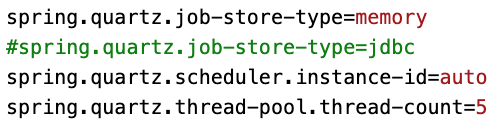 spring.quartz.job-store-type=memory
#spring.quartz.job-store-type=jdbc
spring.quartz.scheduler.instance-id=auto
spring.quartz.thread-pool.thread-count=5